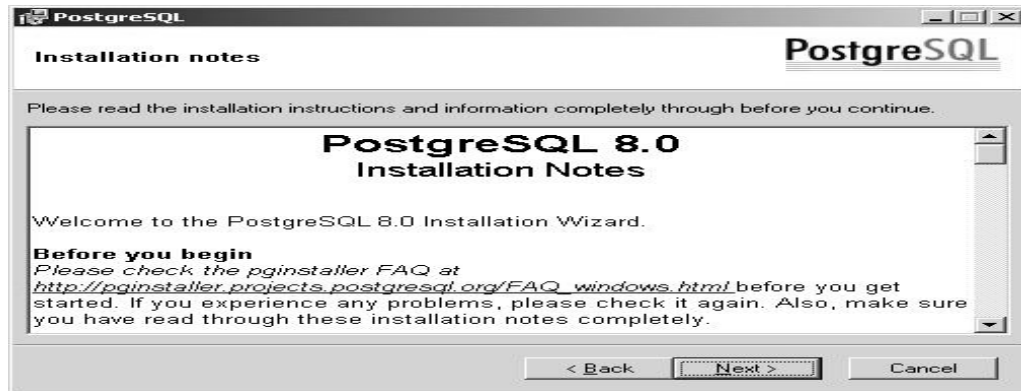 PostgreSQL
Installation notes
PostgreSQL
Please read the installation instructions and information completely through before you continue.
PostgreSQL 8.0
Installation Notes
Welcome to the PostgreSQL 8.0 Installation Wizard.
Before you begin
Please check the pginstaller FAQ at
http://pginstaller.projects.postgresql.org/FAQ_windows.html before you get
started. If you experience any problems, please check it again. Also, make sure
you have read through these installation notes completely.
< Back
Next >
Cancel